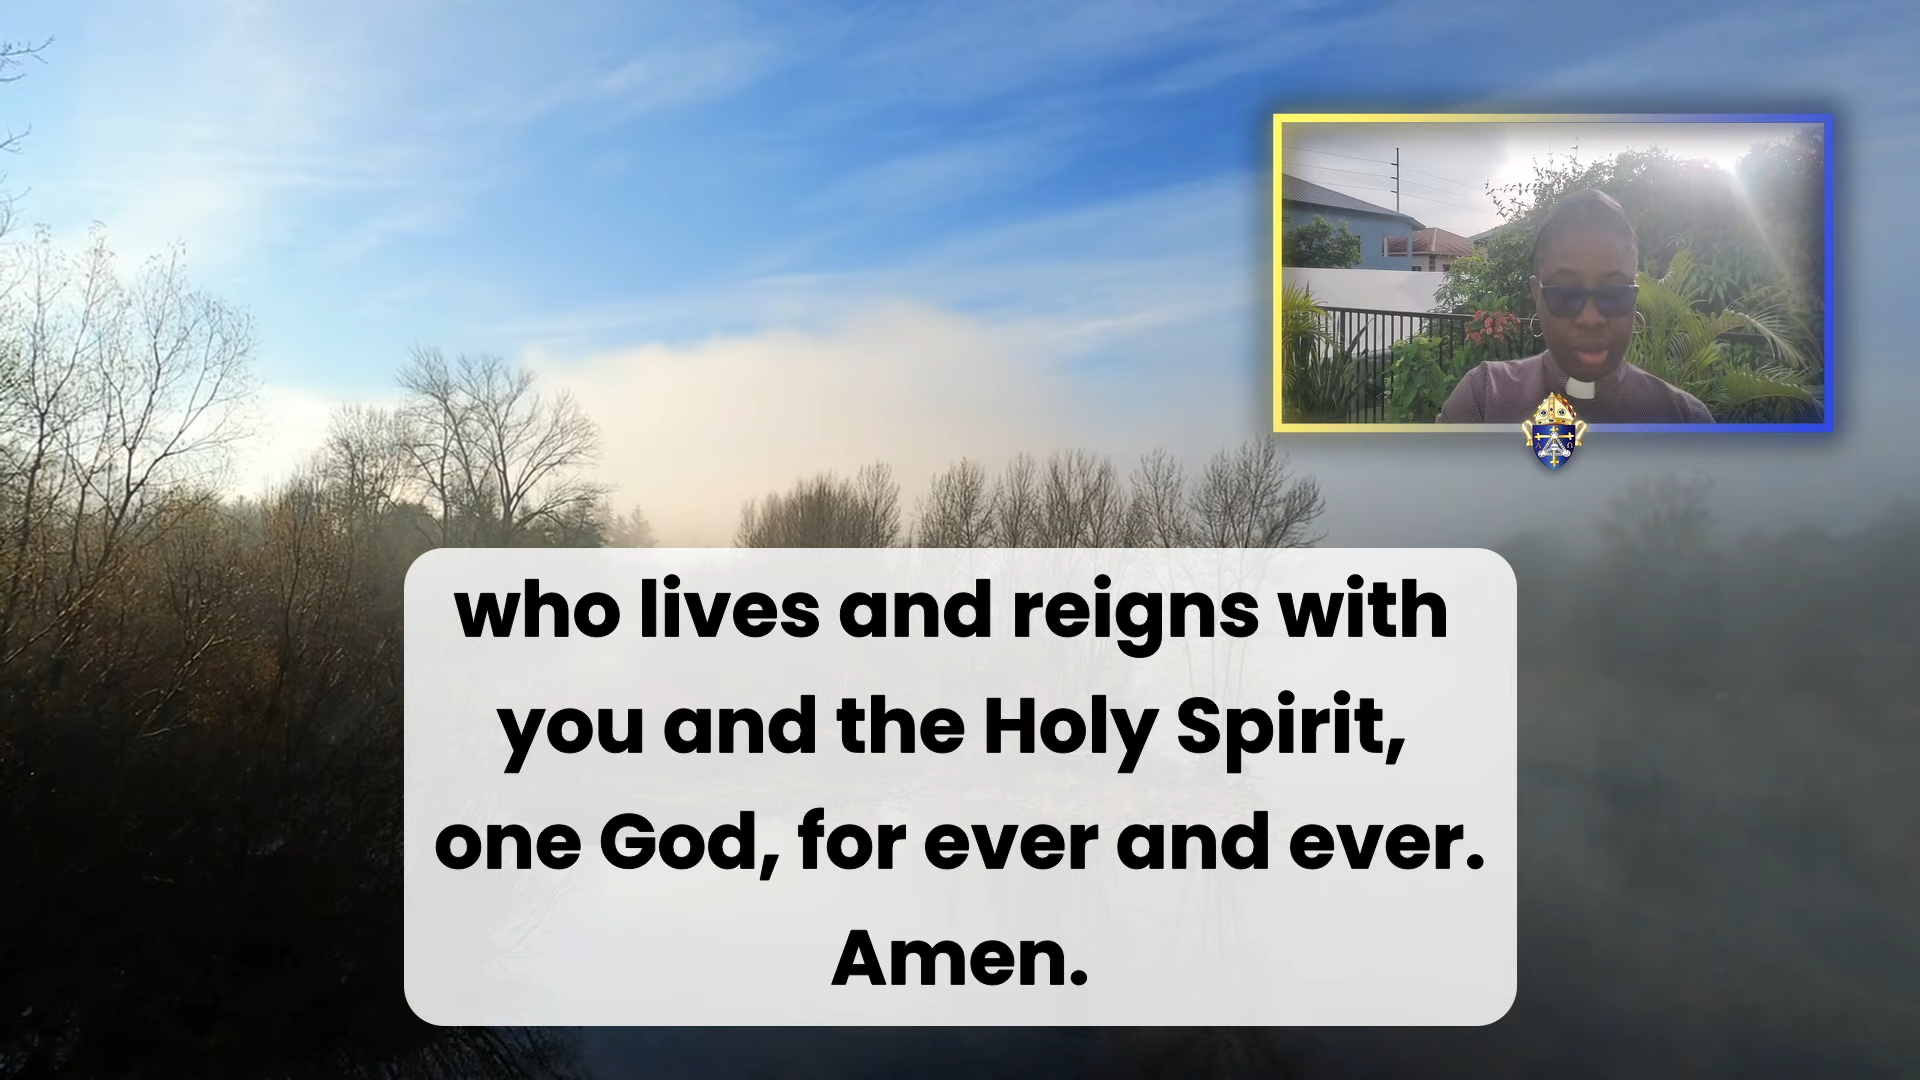 who lives and reigns with
you and the Holy Spirit,
one God, for ever and ever.
Amen.